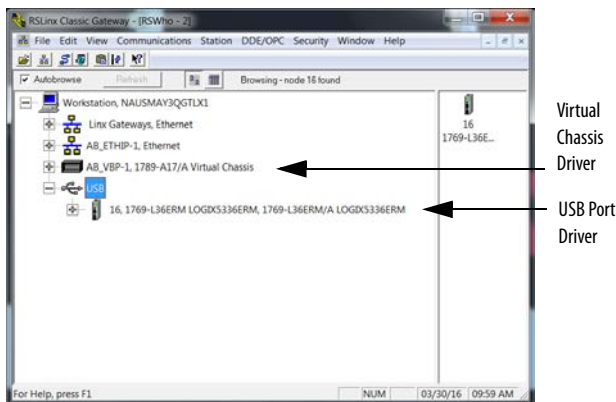 RSLinx Classic Gateway - [RSWho - 2]
File Edit View Communications Station DDE/OPC Security Window Help
Autobrowse Refresh Browsing - node 16 found
Workstation, NAUSMAY3QGTLX1
Linx Gateways, Ethernet
AB_ETHIP-1, Ethernet
AB_VBP-1, 1789-A17/A Virtual Chassis
USB
16, 1769-L36ERM LOGIX5336ERM, 1769-L36ERM/A LOGIX5336ERM
16
1769-L36E...
Virtual
Chassis
Driver
USB Port
Driver
For Help, press F1
NUM
03/30/16
09:59 AM